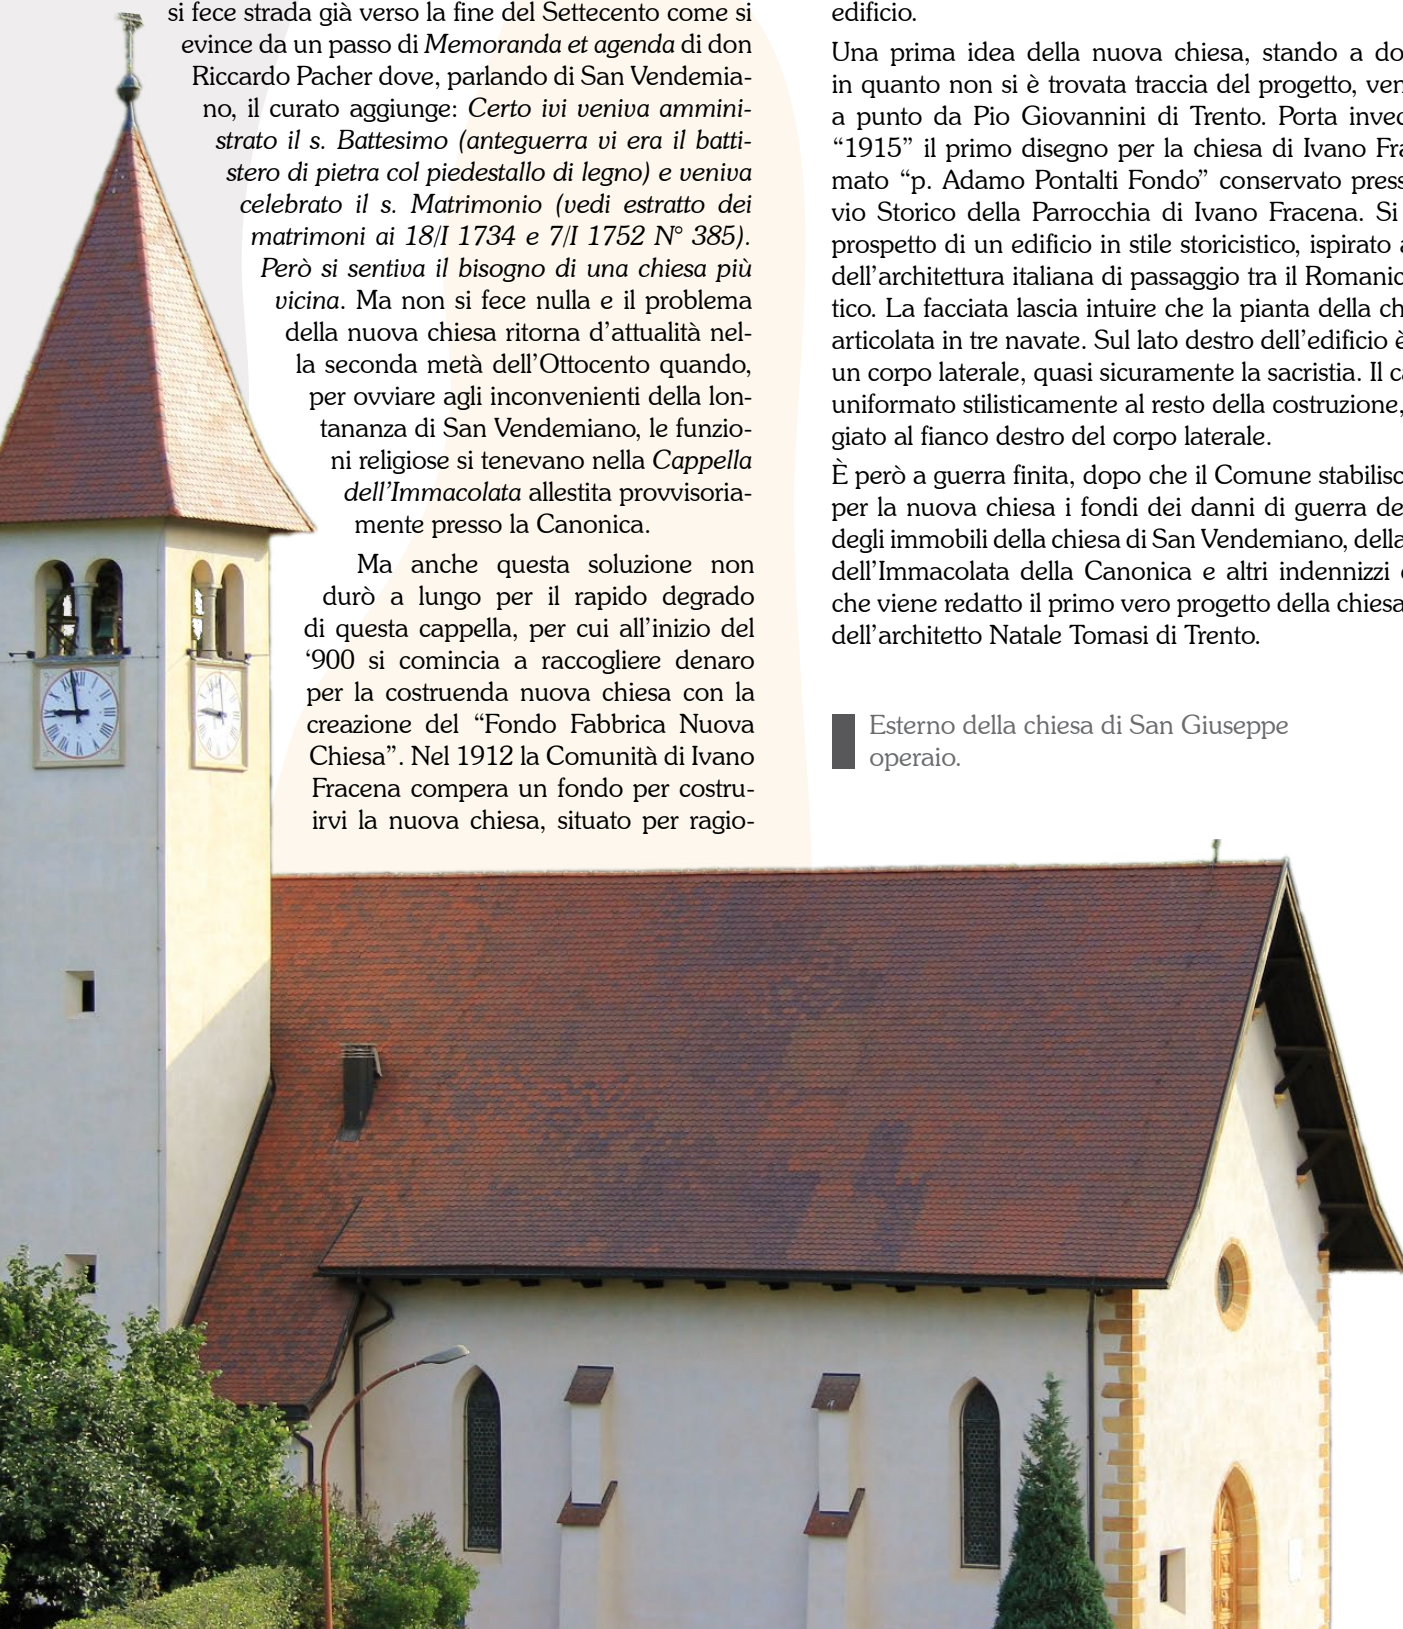 si fece strada già verso la fine del Settecento come si
evince da un passo di Memoranda et agenda di don
Riccardo Pacher dove, parlando di San Vendemia-
no, il curato aggiunge: Certo ivi veniva ammini-
strato il s. Battesimo (anteguerra vi era il batti-
stero di pietra col piedestallo di legno) e veniva
celebrato il s. Matrimonio (vedi estratto dei
matrimoni ai 18/I 1734 e 7/I 1752 N° 385).
Però si sentiva il bisogno di una chiesa più
vicina. Ma non si fece nulla e il problema
della nuova chiesa ritorna d'attualità nel-
la seconda metà dell'Ottocento quando,
per ovviare agli inconvenienti della lon-
tananza di San Vendemiano, le funzio-
ni religiose si tenevano nella Cappella
dell'Immacolata allestita provvisoria-
mente presso la Canonica.
Ma anche questa soluzione non
durò a lungo per il rapido degrado
di questa cappella, per cui all'inizio del
‘900 si comincia a raccogliere denaro
per la costruenda nuova chiesa con la
creazione del “Fondo Fabbrica Nuova
Chiesa”. Nel 1912 la Comunità di Ivano
Fracena compera un fondo per costru-
irvi la nuova chiesa, situato per ragio-
edificio.
Una prima idea della nuova chiesa, stando a do
in quanto non si è trovata traccia del progetto, ven
a punto da Pio Giovannini di Trento. Porta invec
“1915” il primo disegno per la chiesa di Ivano Fra
mato “p. Adamo Pontalti Fondo” conservato press
vio Storico della Parrocchia di Ivano Fracena. Si
prospetto di un edificio in stile storicistico, ispirato a
dell'architettura italiana di passaggio tra il Romanic
tico. La facciata lascia intuire che la pianta della ch
articolata in tre navate. Sul lato destro dell'edificio è
un corpo laterale, quasi sicuramente la sacristia. Il ca
uniformato stilisticamente al resto della costruzione,
giato al fianco destro del corpo laterale.
È però a guerra finita, dopo che il Comune stabilisc
per la nuova chiesa i fondi dei danni di guerra de
degli immobili della chiesa di San Vendemiano, della
dell'Immacolata della Canonica e altri indennizzi
che viene redatto il primo vero progetto della chiesa
dell'architetto Natale Tomasi di Trento.
Esterno della chiesa di San Giuseppe
operaio.